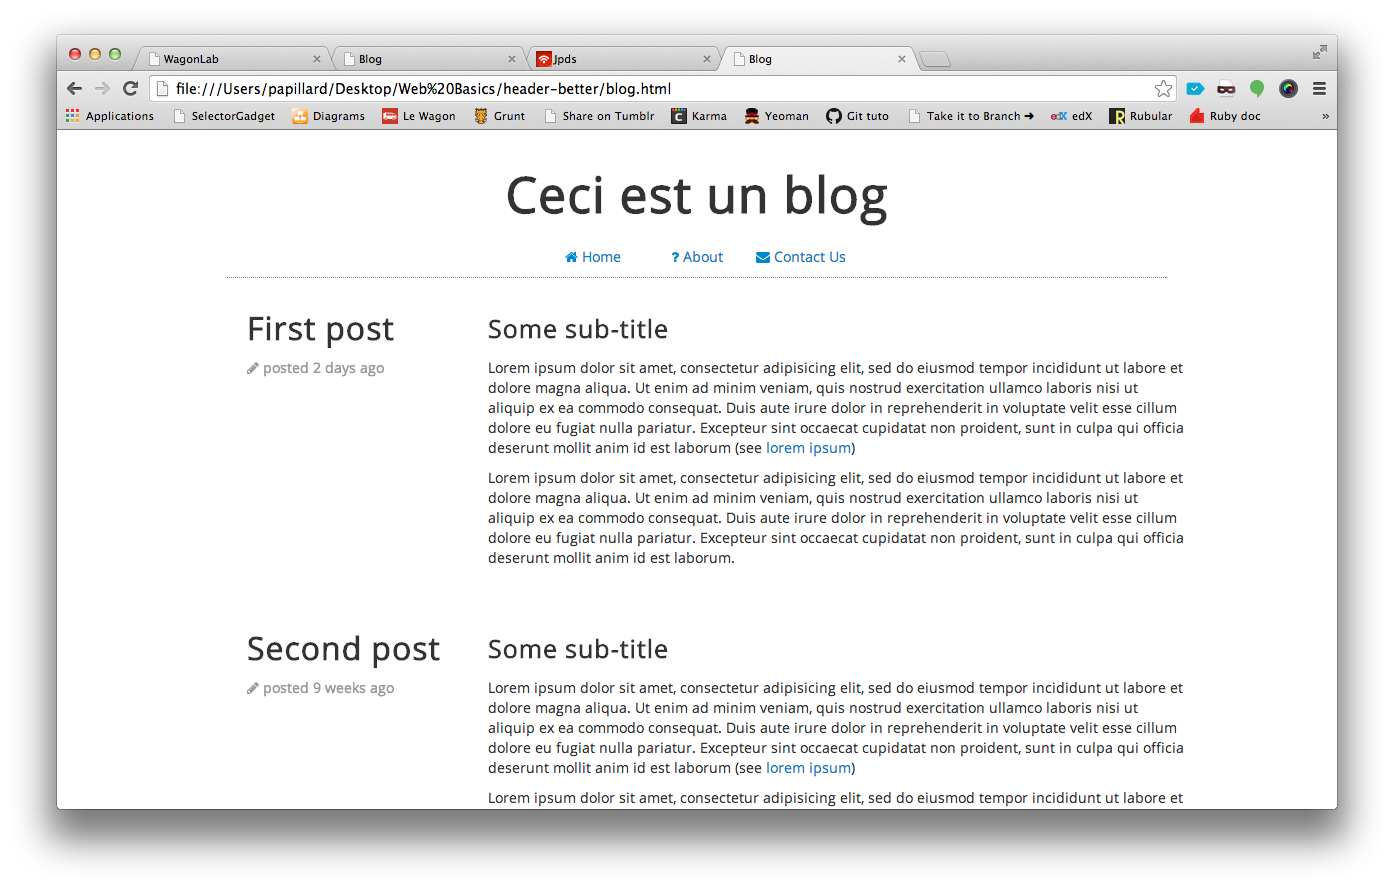 WagonLab
Blog
Jpds
Blog
file:///Users/papillard/Desktop/Web%20Basics/header-better/blog.html
Applications SelectorGadget Diagrams Le Wagon Grunt Share on Tumblr Karma Yeoman Git tuto Take it to Branch ➜ edX edX Rubular Ruby doc »
Ceci est un blog
Home ? About Contact Us
First post
posted 2 days ago
Some sub-title
Lorem ipsum dolor sit amet, consectetur adipisicing elit, sed do eiusmod tempor incididunt ut labore et
dolore magna aliqua. Ut enim ad minim veniam, quis nostrud exercitation ullamco laboris nisi ut
aliquip ex ea commodo consequat. Duis aute irure dolor in reprehenderit in voluptate velit esse cillum
dolore eu fugiat nulla pariatur. Excepteur sint occaecat cupidatat non proident, sunt in culpa qui officia
deserunt mollit anim id est laborum (see lorem ipsum)
Lorem ipsum dolor sit amet, consectetur adipisicing elit, sed do eiusmod tempor incididunt ut labore et
dolore magna aliqua. Ut enim ad minim veniam, quis nostrud exercitation ullamco laboris nisi ut
aliquip ex ea commodo consequat. Duis aute irure dolor in reprehenderit in voluptate velit esse cillum
dolore eu fugiat nulla pariatur. Excepteur sint occaecat cupidatat non proident, sunt in culpa qui officia
deserunt mollit anim id est laborum.
Second post
posted 9 weeks ago
Some sub-title
Lorem ipsum dolor sit amet, consectetur adipisicing elit, sed do eiusmod tempor incididunt ut labore et
dolore magna aliqua. Ut enim ad minim veniam, quis nostrud exercitation ullamco laboris nisi ut
aliquip ex ea commodo consequat. Duis aute irure dolor in reprehenderit in voluptate velit esse cillum
dolore eu fugiat nulla pariatur. Excepteur sint occaecat cupidatat non proident, sunt in culpa qui officia
deserunt mollit anim id est laborum (see lorem ipsum)
Lorem ipsum dolor sit amet, consectetur adipisicing elit, sed do eiusmod tempor incididunt ut labore et